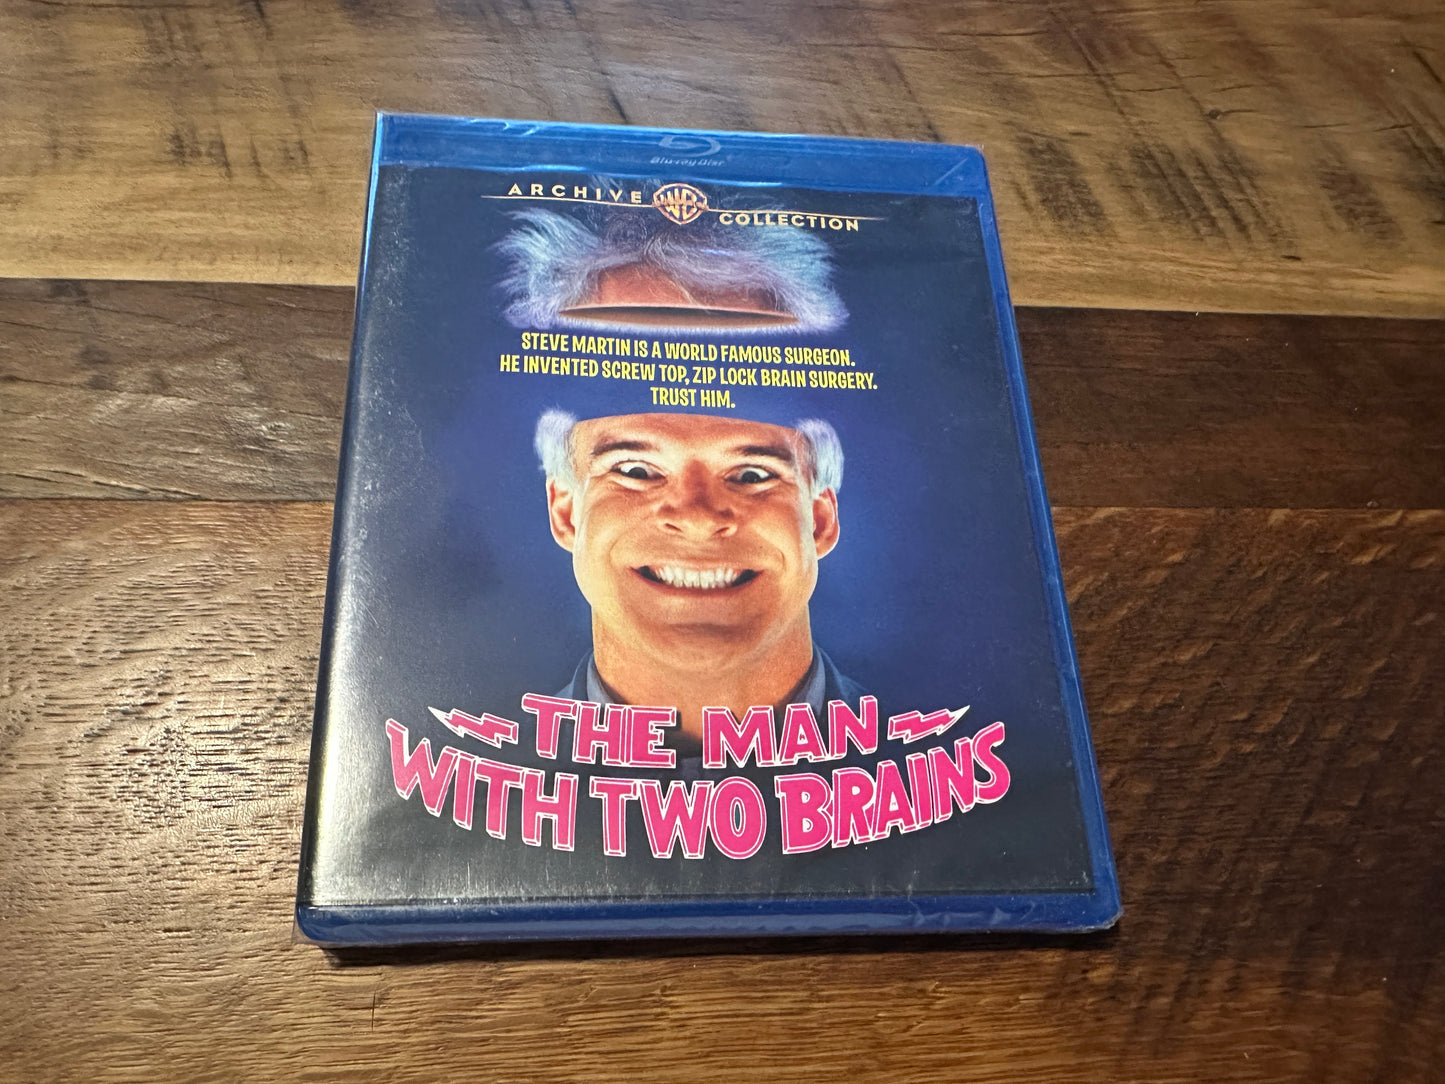 Blu-ray Disc
ARCHIVE WB COLLECTION
STEVE MARTIN IS A WORLD FAMOUS SURGEON.
HE INVENTED SCREW TOP, ZIP LOCK BRAIN SURGERY.
TRUST HIM.
THE MAN
WITH TWO BRAINS